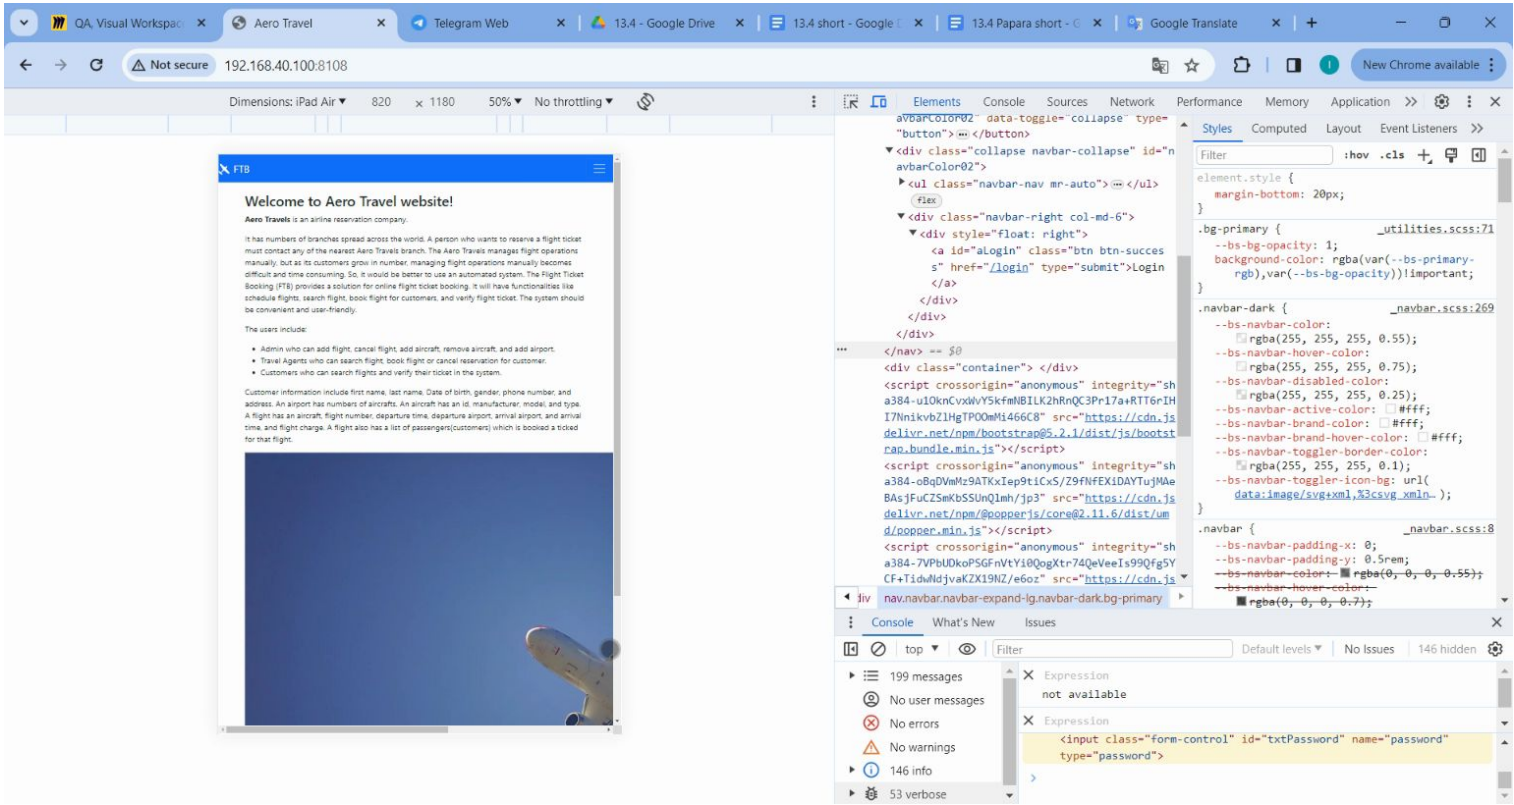 QA, Visual Workspac
Aero Travel
Telegram Web
13.4 - Google Drive
13.4 short - Google D
13.4 Papara short - G
Google Translate
Not secure
192.168.40.100:8108
New Chrome available
Dimensions: iPad Air ▼ 820 × 1180 50% ▼ No throttling ▼
Elements Console Sources Network Performance Memory Application
FTB
Welcome to Aero Travel website!
Aero Travels is an airline reservation company.
It has numbers of branches spread across the world. A person who wants to reserve a flight ticket
must contact any of the nearest Aero Travels branch. The Aero Travels manages flight operations
manually, but as its customers grow in number, managing flight operations manually becomes
difficult and time consuming. So, it would be better to use an automated system. The Flight Ticket
Booking (FTB) provides a solution for online flight ticket booking. It will have functionalities like
schedule flights, search flight, book flight for customers, and verify flight ticket. The system should
be convenient and user-friendly.
The users include:
• Admin who can add flight, cancel flight, add aircraft, remove aircraft, and add airport.
• Travel Agents who can search flight, book flight or cancel reservation for customer.
• Customers who can search flights and verify their ticket in the system.
Customer information include first name, last name, Date of birth, gender, phone number, and
address. An airport has numbers of aircrafts. An aircraft has an id, manufacturer, model, and type.
A flight has an aircraft, flight number, departure time, departure airport, arrival airport, and arrival
time, and flight charge. A flight also has a list of passengers(customers) which is booked a ticked
for that flight.
avbarColor02" data-toggle="collapse" type=
"button"> </button>
<div class="collapse navbar-collapse" id="n
avbarColor02">
<ul class="navbar-nav mr-auto"> </ul>
flex
<div class="navbar-right col-md-6">
<div style="float: right">
<a id="aLogin" class="btn btn-succes
s" href="/login" type="submit">Login
</a>
</div>
</div>
</div>
</nav> == $0
<div class="container"> </div>
<script crossorigin="anonymous" integrity="sh
delivr.net/npm/bootstrap@5.2.1/dist/js/bootst
rap.bundle.min.js"></script>
<script crossorigin="anonymous" integrity="sh
delivr.net/npm/@popperjs/core@2.11.6/dist/um
d/popper.min.js"></script>
<script crossorigin="anonymous" integrity="sh
div nav.navbar.navbar-expand-lg.navbar-dark.bg-primary
Styles Computed Layout Event Listeners
Filter :hov .cls
element.style {
margin-bottom: 20px;
}
.bg-primary { _utilities.scss:71
--bs-bg-opacity: 1;
background-color: rgba(var(--bs-primary-
rgb),var(--bs-bg-opacity))!important;
}
.navbar-dark { _navbar.scss:269
--bs-navbar-color:
rgba(255, 255, 255, 0.55);
--bs-navbar-hover-color:
rgba(255, 255, 255, 0.75);
--bs-navbar-disabled-color:
rgba(255, 255, 255, 0.25);
--bs-navbar-active-color: #fff;
--bs-navbar-brand-color: #fff;
--bs-navbar-brand-hover-color: #fff;
--bs-navbar-toggler-border-color:
rgba(255, 255, 255, 0.1);
--bs-navbar-toggler-icon-bg: url(
data:image/svg+xml,%3csvg xmln… );
}
.navbar { _navbar.scss:8
--bs-navbar-padding-x: 0;
--bs-navbar-padding-y: 0.5rem;
--bs-navbar-color: rgba(0, 0, 0, 0.55);
--bs-navbar-hover-color:
rgba(0, 0, 0, 0.7);
Console What's New Issues
top ▼ Filter Default levels ▼ No Issues 146 hidden
199 messages
No user messages
No errors
No warnings
146 info
53 verbose
Expression
not available
Expression
<input class="form-control" id="txtPassword" name="password"
type="password">